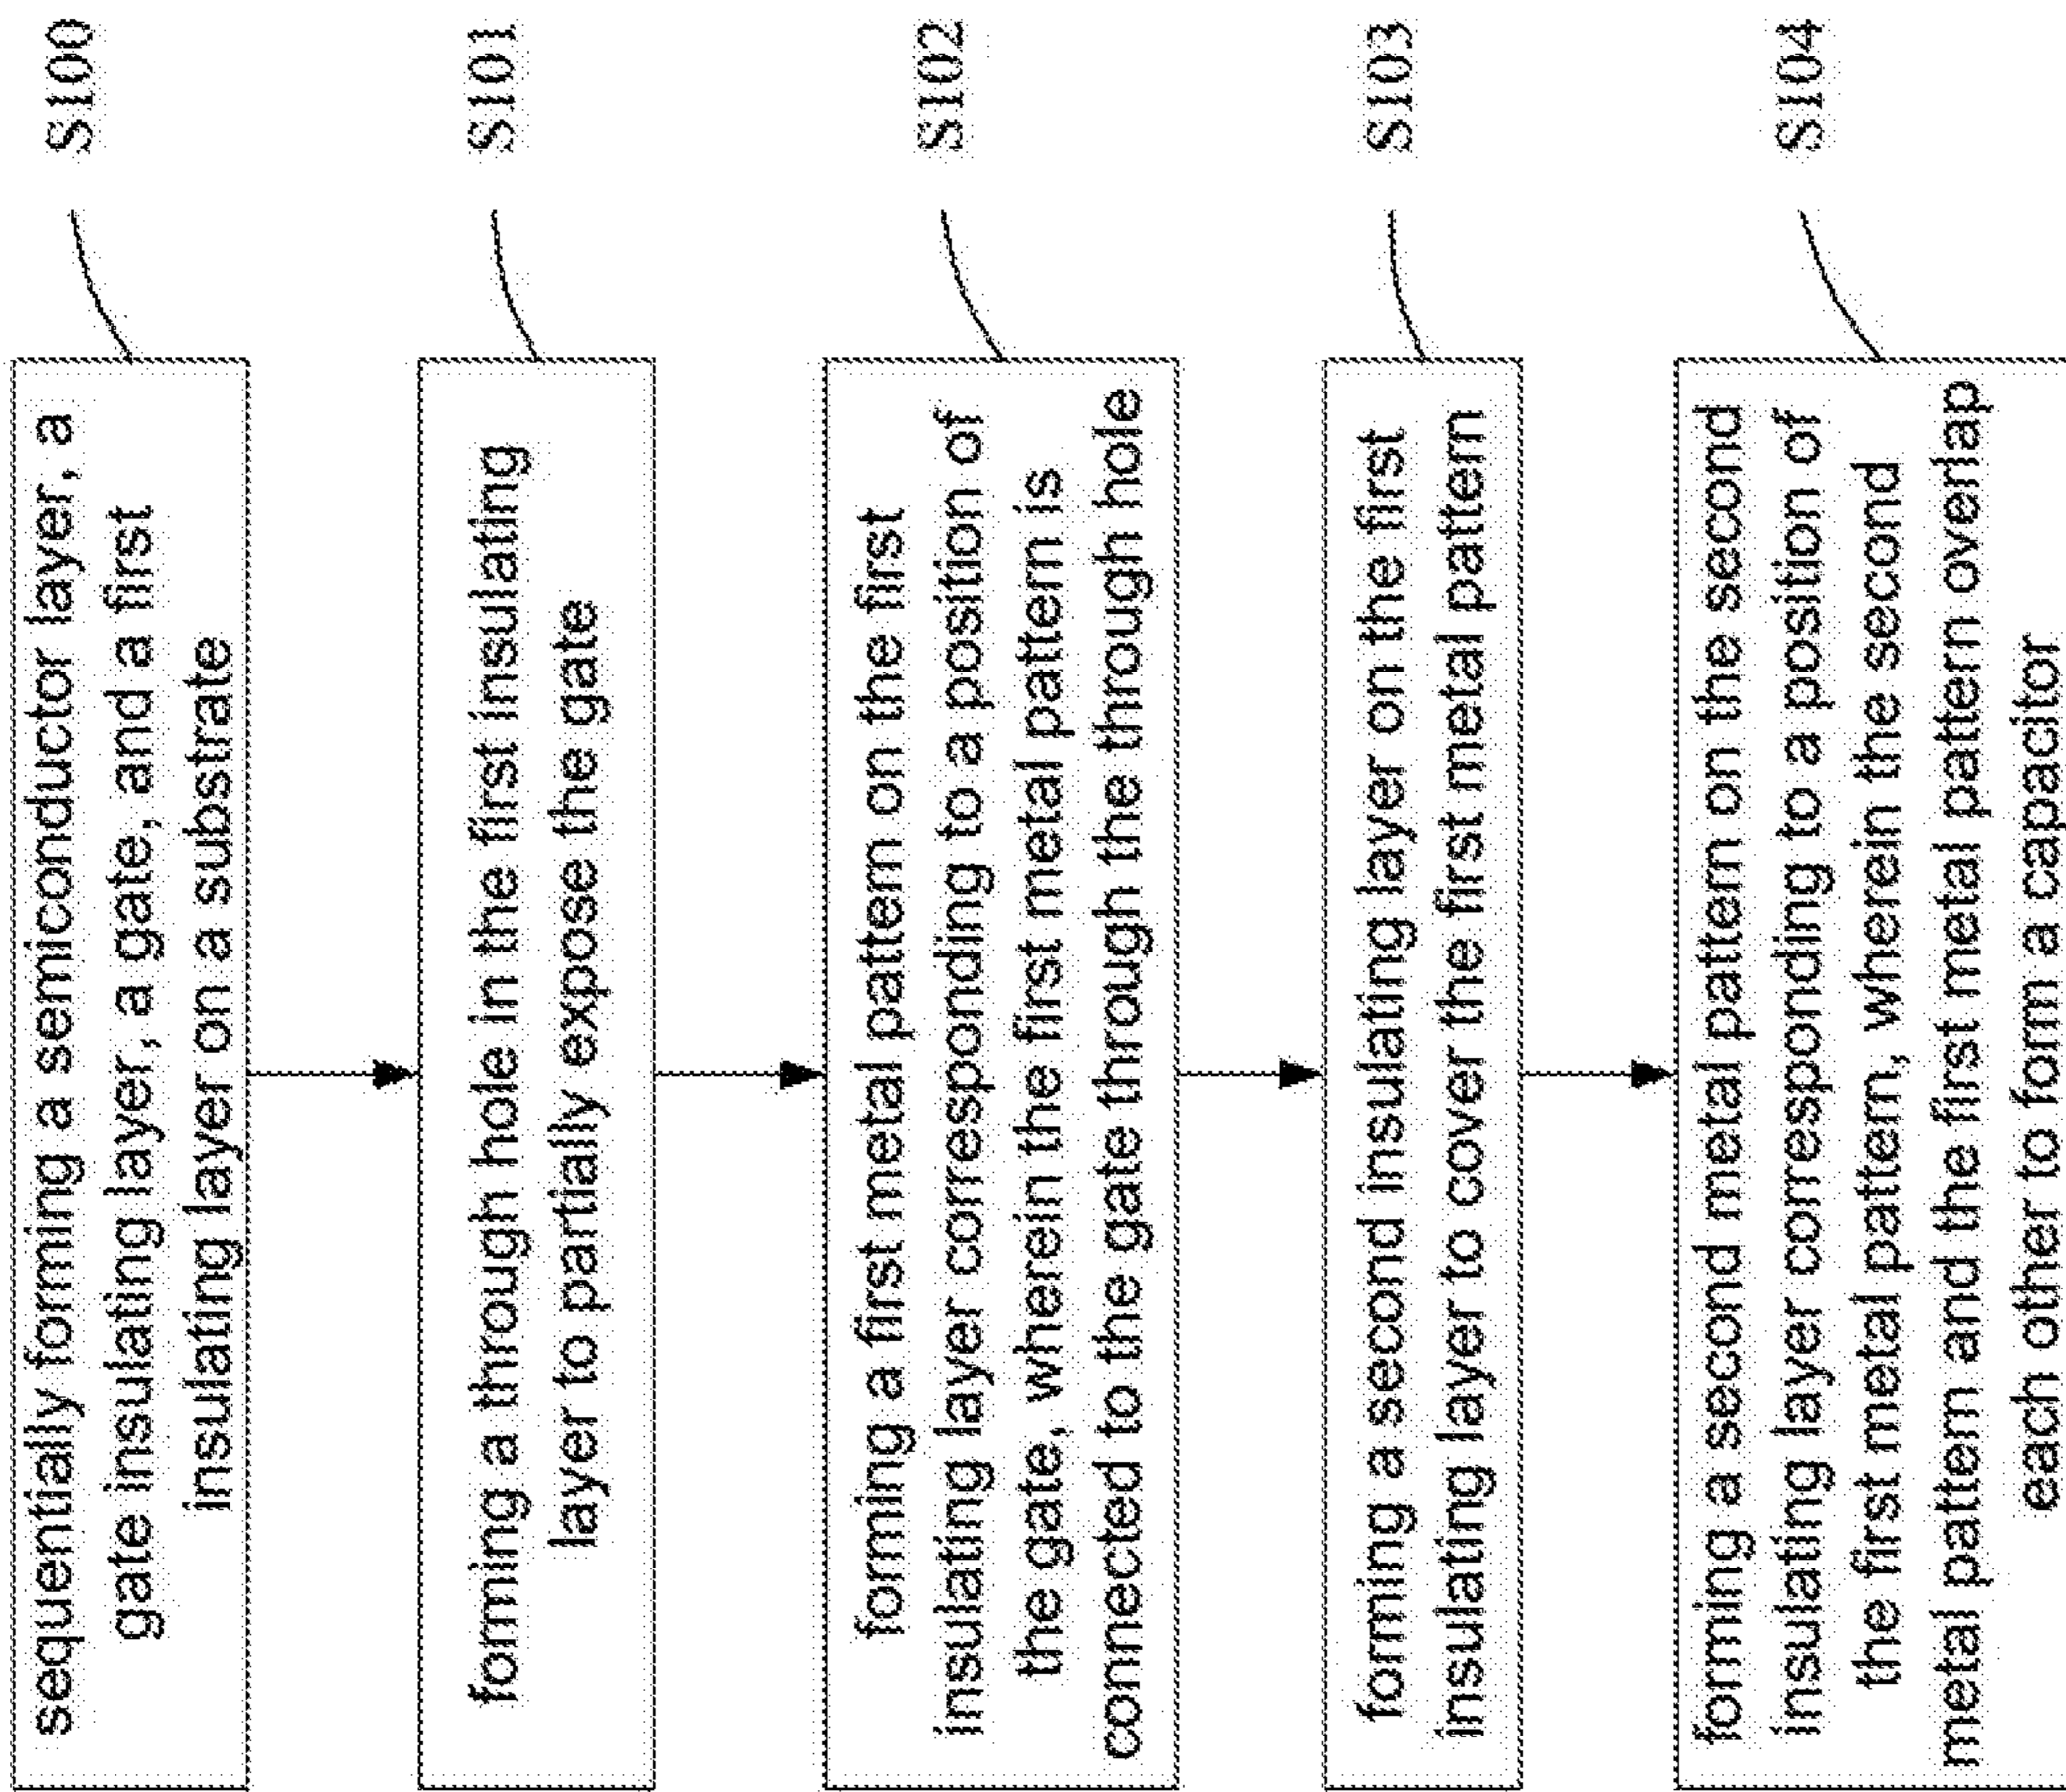 sequentially forming a semiconductor layer, a
gate insulating layer, a gate, and a first
insulating layer on a substrate
S100
forming a through hole in the first insulating
layer to partially expose the gate
S101
forming a first metal pattern on the first
insulating layer corresponding to a position of
the gate, wherein the first metal pattern is
connected to the gate through the through hole
S102
forming a second insulating layer on the first
insulating layer to cover the first metal pattern
S103
forming a second metal pattern on the second
insulating layer corresponding to a position of
the first metal pattern, wherein the second
metal pattern and the first metal pattern overlap
each other to form a capacitor
S104